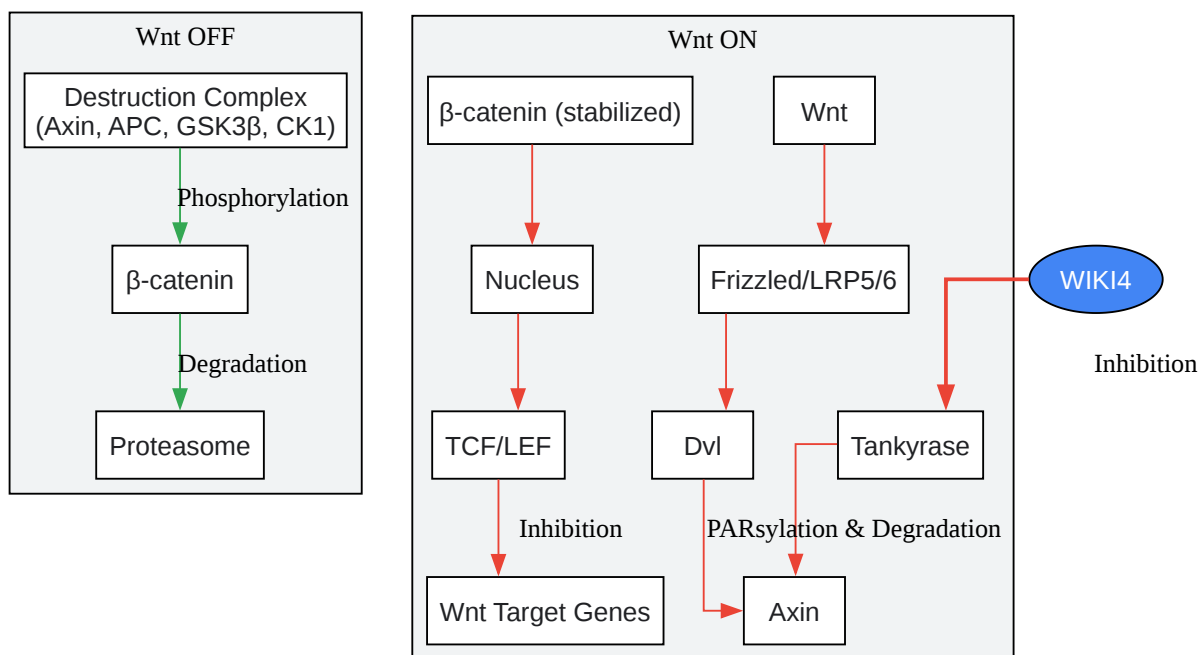 Wnt OFF
Destruction Complex
(Axin, APC, GSK3β, CK1)
Phosphorylation
β-catenin
Degradation
Proteasome
Wnt ON
β-catenin (stabilized)
Wnt
Nucleus
Frizzled/LRP5/6
WIKI4
Inhibition
TCF/LEF
Dvl
Tankyrase
Inhibition
PARsylation & Degradation
Wnt Target Genes
Axin